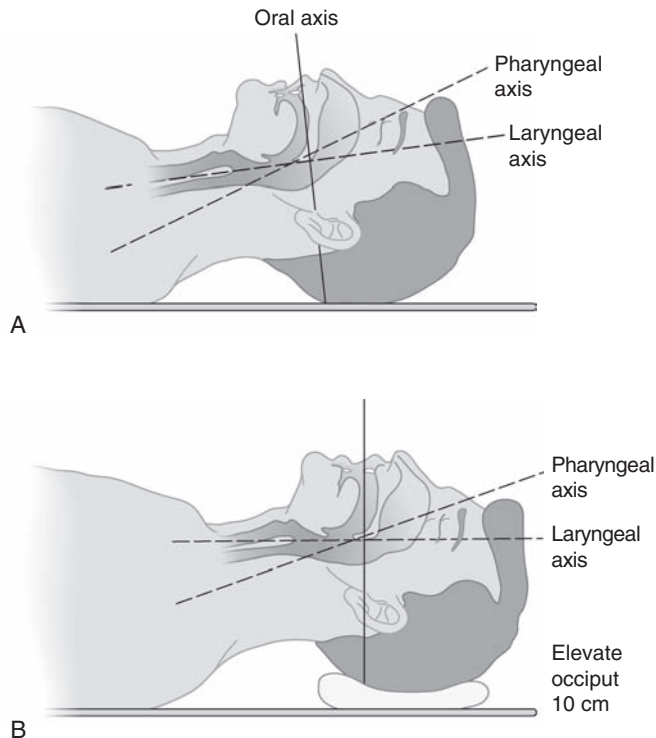 Oral axis
Pharyngeal
axis
Laryngeal
axis
A
Pharyngeal
axis
Laryngeal
axis
Elevate
occiput
10 cm
B